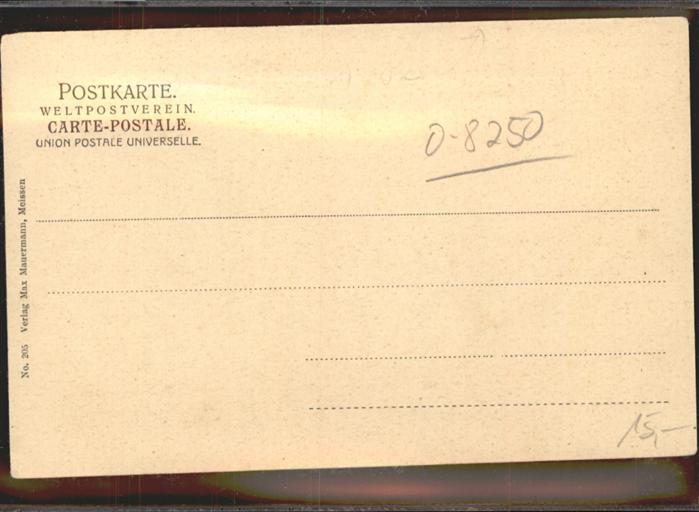 POSTKARTE.
WELTPOSTVEREIN.
CARTE-POSTALE.
UNION POSTALE UNIVERSELLE.
0-8250
No. 205 Verlag Max Mauermann, Meissen
15,-